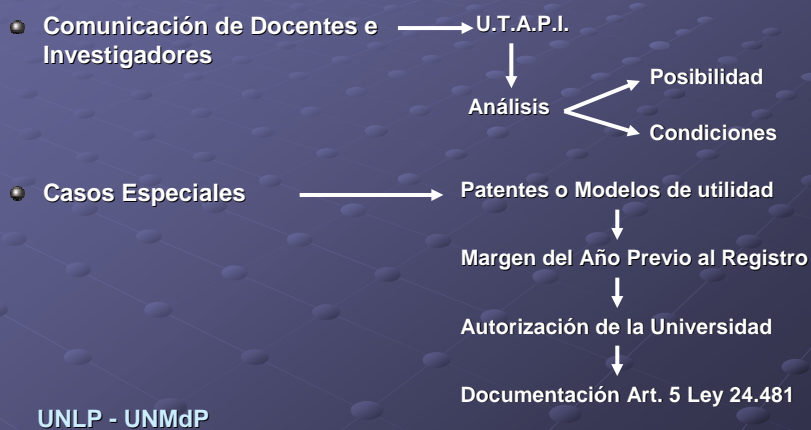 Comunicación de Docentes e
Investigadores
U.T.A.P.I.
Análisis
Posibilidad
Condiciones
Casos Especiales
Patentes o Modelos de utilidad
Margen del Año Previo al Registro
Autorización de la Universidad
Documentación Art. 5 Ley 24.481
UNLP - UNMdP